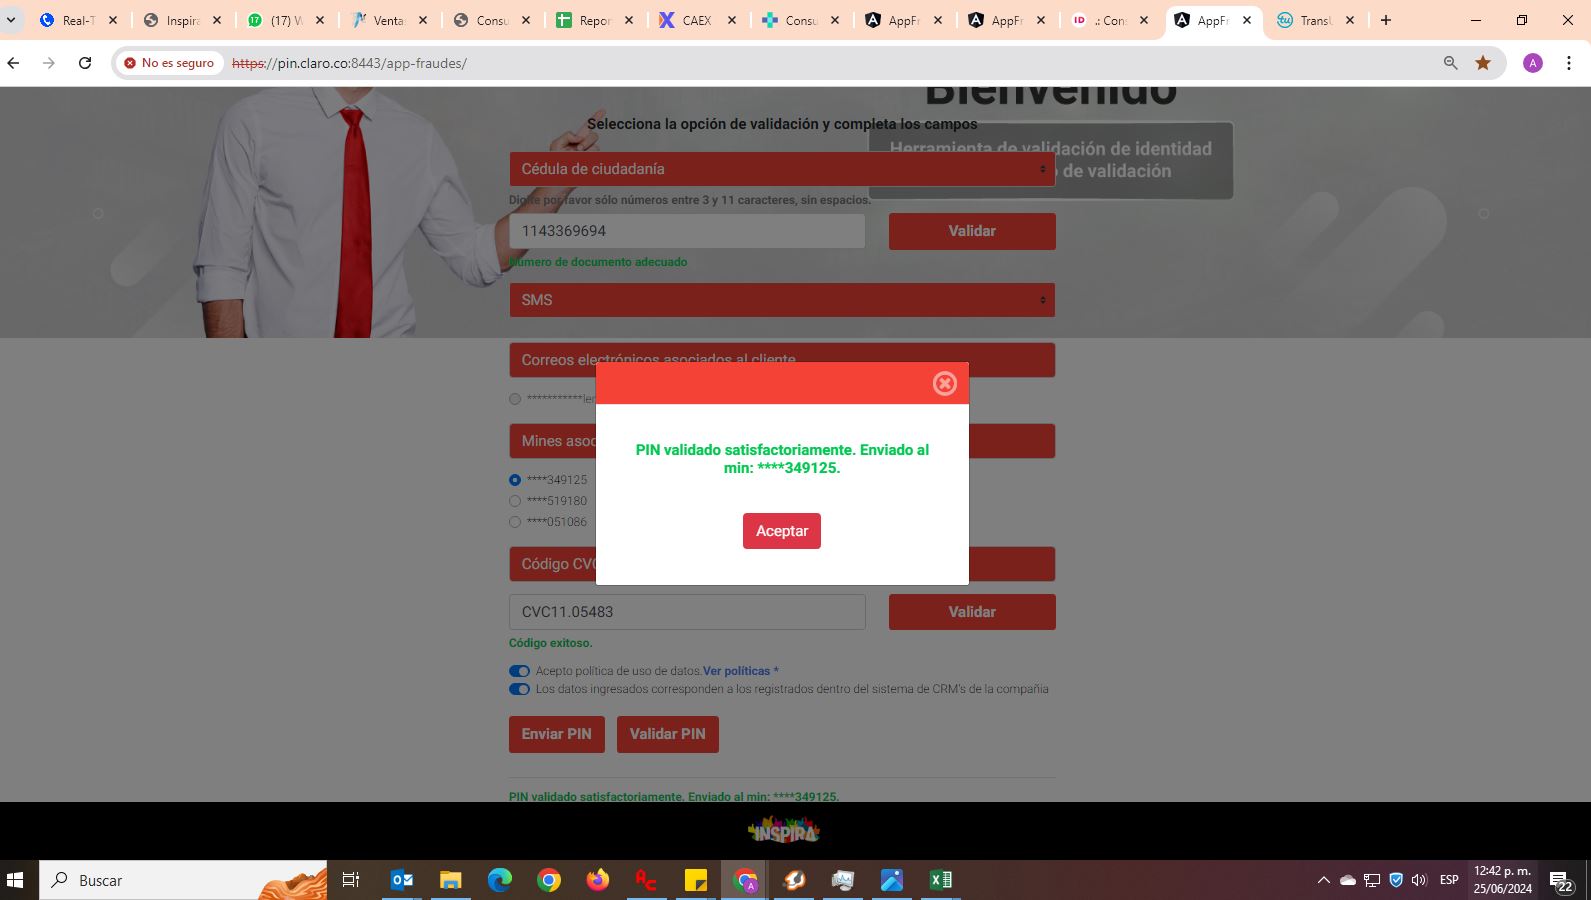 Real-T
Inspira
(17) W
Ventas
Consu
Repor
CAEX
Consu
AppFr
AppFr
.: Con
AppFr
TransU
No es seguro
https://pin.claro.co:8443/app-fraudes/
A
Bienvenido
Selecciona la opción de validación y completa los campos
Herramienta de validación de identidad
o de validación
Cédula de ciudadanía
Digite por favor sólo números entre 3 y 11 caracteres, sin espacios.
1143369694
Validar
Número de documento adecuado
SMS
Correos electrónicos asociados al cliente
***********ler
Mines asoc
****349125
****519180
****051086
PIN validado satisfactoriamente. Enviado al
min: ****349125.
Aceptar
Código CVC
CVC11.05483
Validar
Código exitoso.
Acepto política de uso de datos.Ver políticas *
Los datos ingresados corresponden a los registrados dentro del sistema de CRM's de la compañia
Enviar PIN
Validar PIN
PIN validado satisfactoriamente. Enviado al min: ****349125.
INSPIRA
Buscar
ESP
12:42 p. m.
25/06/2024
22